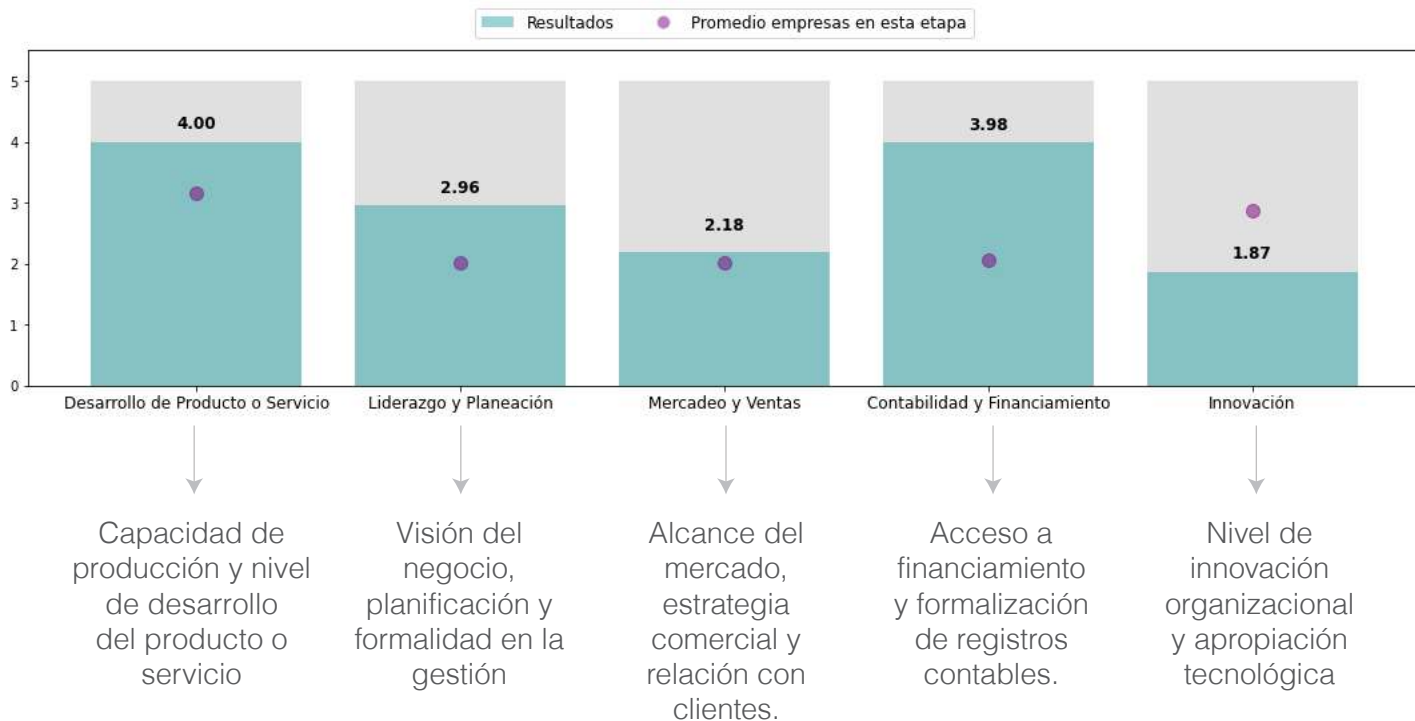 Resultados
Promedio empresas en esta etapa
5
4
3
2
1
0
4.00
2.96
2.18
3.98
1.87
Desarrollo de Producto o Servicio
Liderazgo y Planeación
Mercadeo y Ventas
Contabilidad y Financiamiento
Innovación
Capacidad de
producción y nivel
de desarrollo
del producto o
servicio
Visión del
negocio,
planificación y
formalidad en la
gestión
Alcance del
mercado,
estrategia
comercial y
relación con
clientes.
Acceso a
financiamiento
y formalización
de registros
contables.
Nivel de
innovación
organizacional
y apropiación
tecnológica